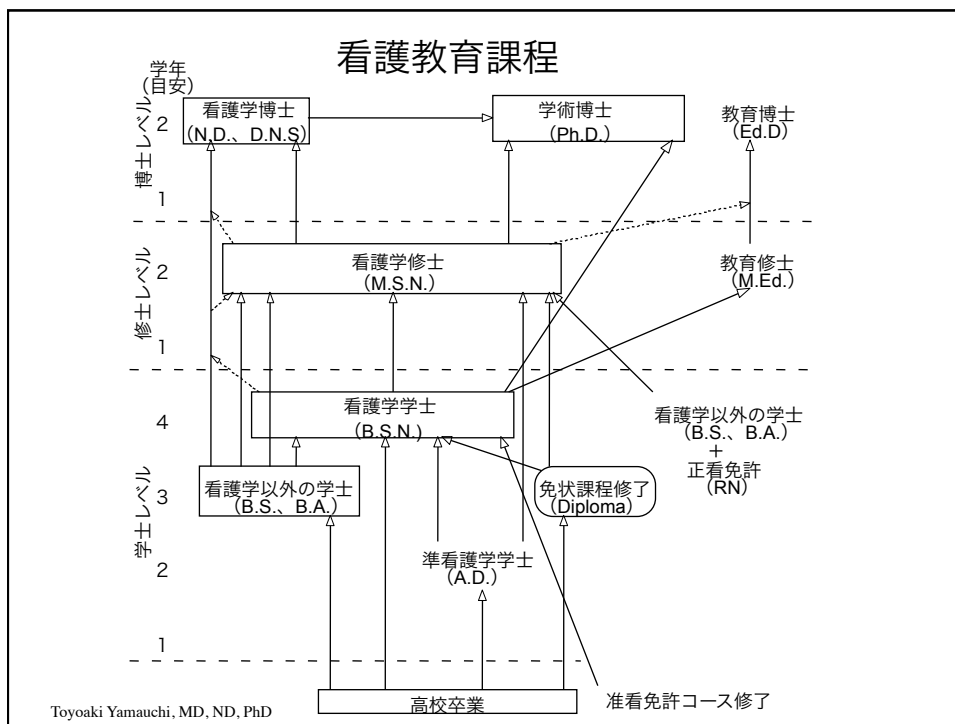 看護教育課程
学年
(目安)
博士レベル
2
1
修士レベル
2
1
学士レベル
4
3
2
1
看護学博士
(N.D.、D.N.S)
学術博士
(Ph.D.)
教育博士
(Ed.D)
看護学修士
(M.S.N.)
教育修士
(M.Ed.)
看護学学士
(B.S.N.)
看護学以外の学士
(B.S.、B.A.)
＋
正看免許
(RN)
看護学以外の学士
(B.S.、B.A.)
免状課程修了
(Diploma)
準看護学学士
(A.D.)
高校卒業
准看免許コース修了
Toyoaki Yamauchi, MD, ND, PhD